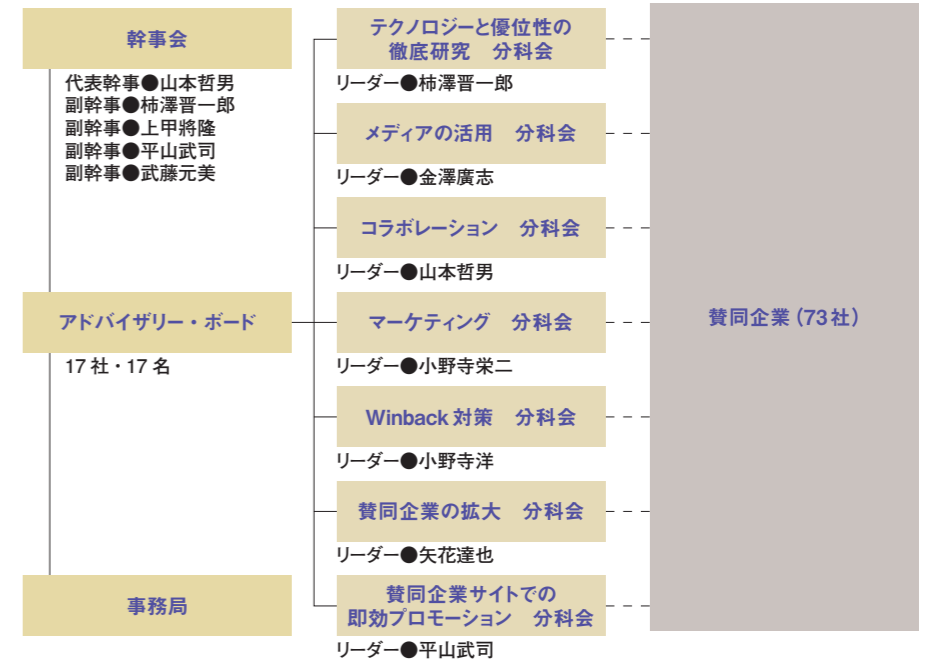 幹事会
代表幹事●山本哲男
副幹事●柿澤晋一郎
副幹事●上甲將隆
副幹事●平山武司
副幹事●武藤元美
アドバイザリー・ボード
17社・17名
事務局
テクノロジーと優位性の
徹底研究　分科会
リーダー●柿澤晋一郎
メディアの活用　分科会
リーダー●金澤廣志
コラボレーション　分科会
リーダー●山本哲男
マーケティング　分科会
リーダー●小野寺栄二
Winback対策　分科会
リーダー●小野寺洋
賛同企業の拡大　分科会
リーダー●矢花達也
賛同企業サイトでの
即効プロモーション　分科会
リーダー●平山武司
賛同企業（73社）